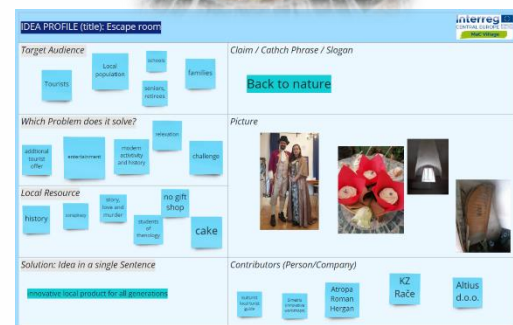 IDEA PROFILE (title): Escape room
Interreg
CENTRAL EUROPE
Target Audience
Tourists
Local
population
schools
seniors,
retirees
families
Claim / Cathch Phrase / Slogan
Back to nature
Which Problem does it solve?
additional
tourist
offer
entertainment
modern
activity
and history
relaxation
challenge
Picture
Local Resource
history
story,
love and
murder
students
of
no gift
shop
cake
Solution: Idea in a single Sentence
innovative local product for all generations
Contributors (Person/Company)
guide
Atropa
Roman
Hergan
KZ
Rače
Altius
d.o.o.